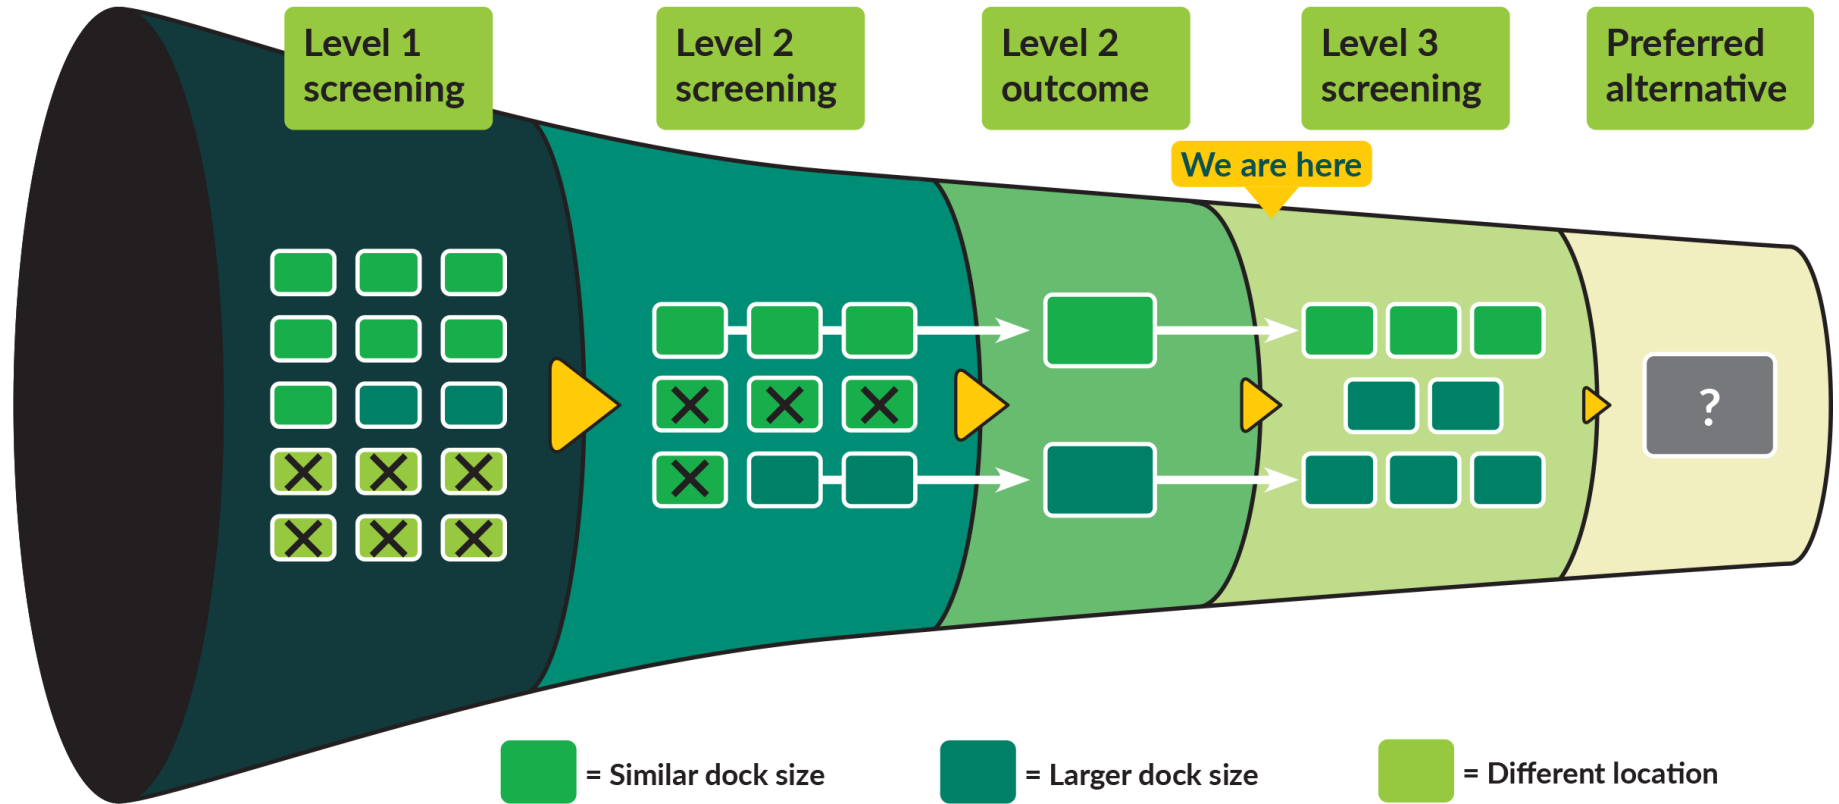 Level 1
screening
Level 2
screening
Level 2
outcome
Level 3
screening
Preferred
alternative
We are here
?
= Similar dock size
= Larger dock size
= Different location